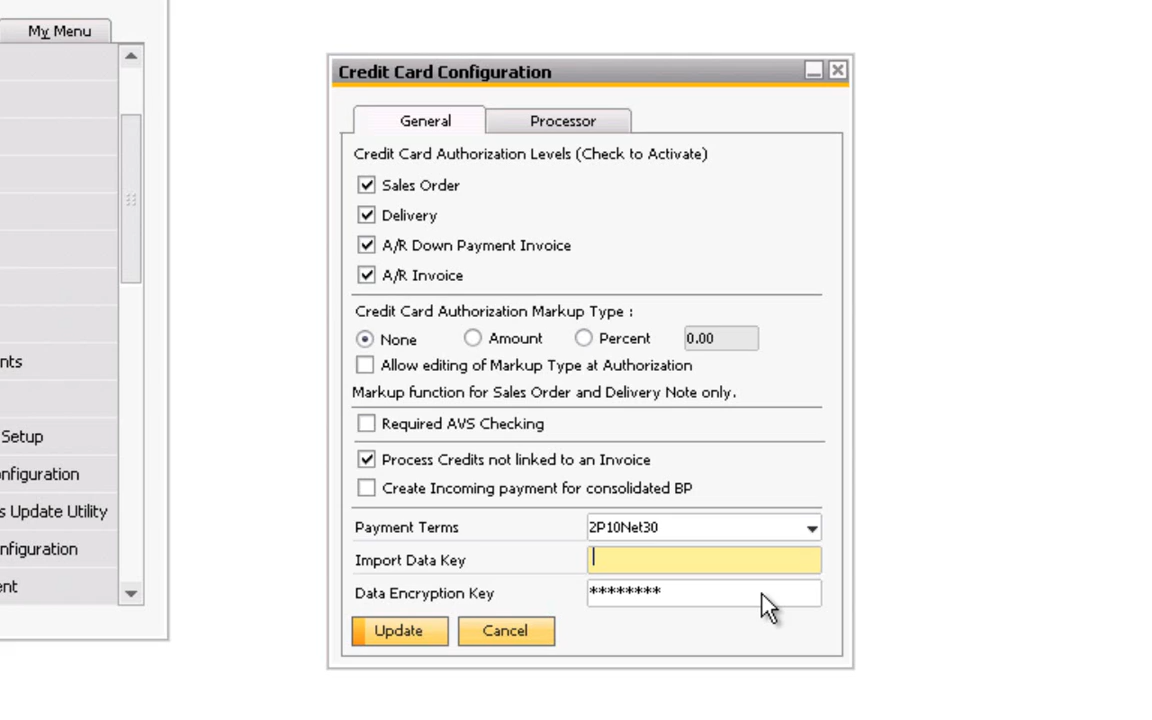 My Menu
nts
Setup
onfiguration
s Update Utility
nfiguration
ent
Credit Card Configuration
General
Processor
Credit Card Authorization Levels (Check to Activate)
Sales Order
Delivery
A/R Down Payment Invoice
A/R Invoice
Credit Card Authorization Markup Type :
None Amount Percent 0.00
Allow editing of Markup Type at Authorization
Markup function for Sales Order and Delivery Note only.
Required AVS Checking
Process Credits not linked to an Invoice
Create Incoming payment for consolidated BP
Payment Terms 2P10Net30
Import Data Key
Data Encryption Key ********
Update Cancel